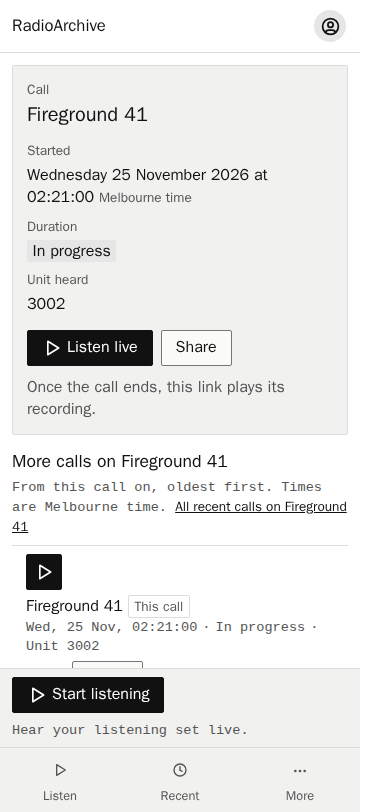 RadioArchive
Call
Fireground 41
Started
Wednesday 25 November 2026 at
02:21:00 Melbourne time
Duration
In progress
Unit heard
3002
Listen live
Share
Once the call ends, this link plays its
recording.
More calls on Fireground 41
From this call on, oldest first. Times
are Melbourne time. All recent calls on Fireground
41
Fireground 41 This call
Wed, 25 Nov, 02:21:00 · In progress ·
Unit 3002
Start listening
Hear your listening set live.
Listen
Recent
More